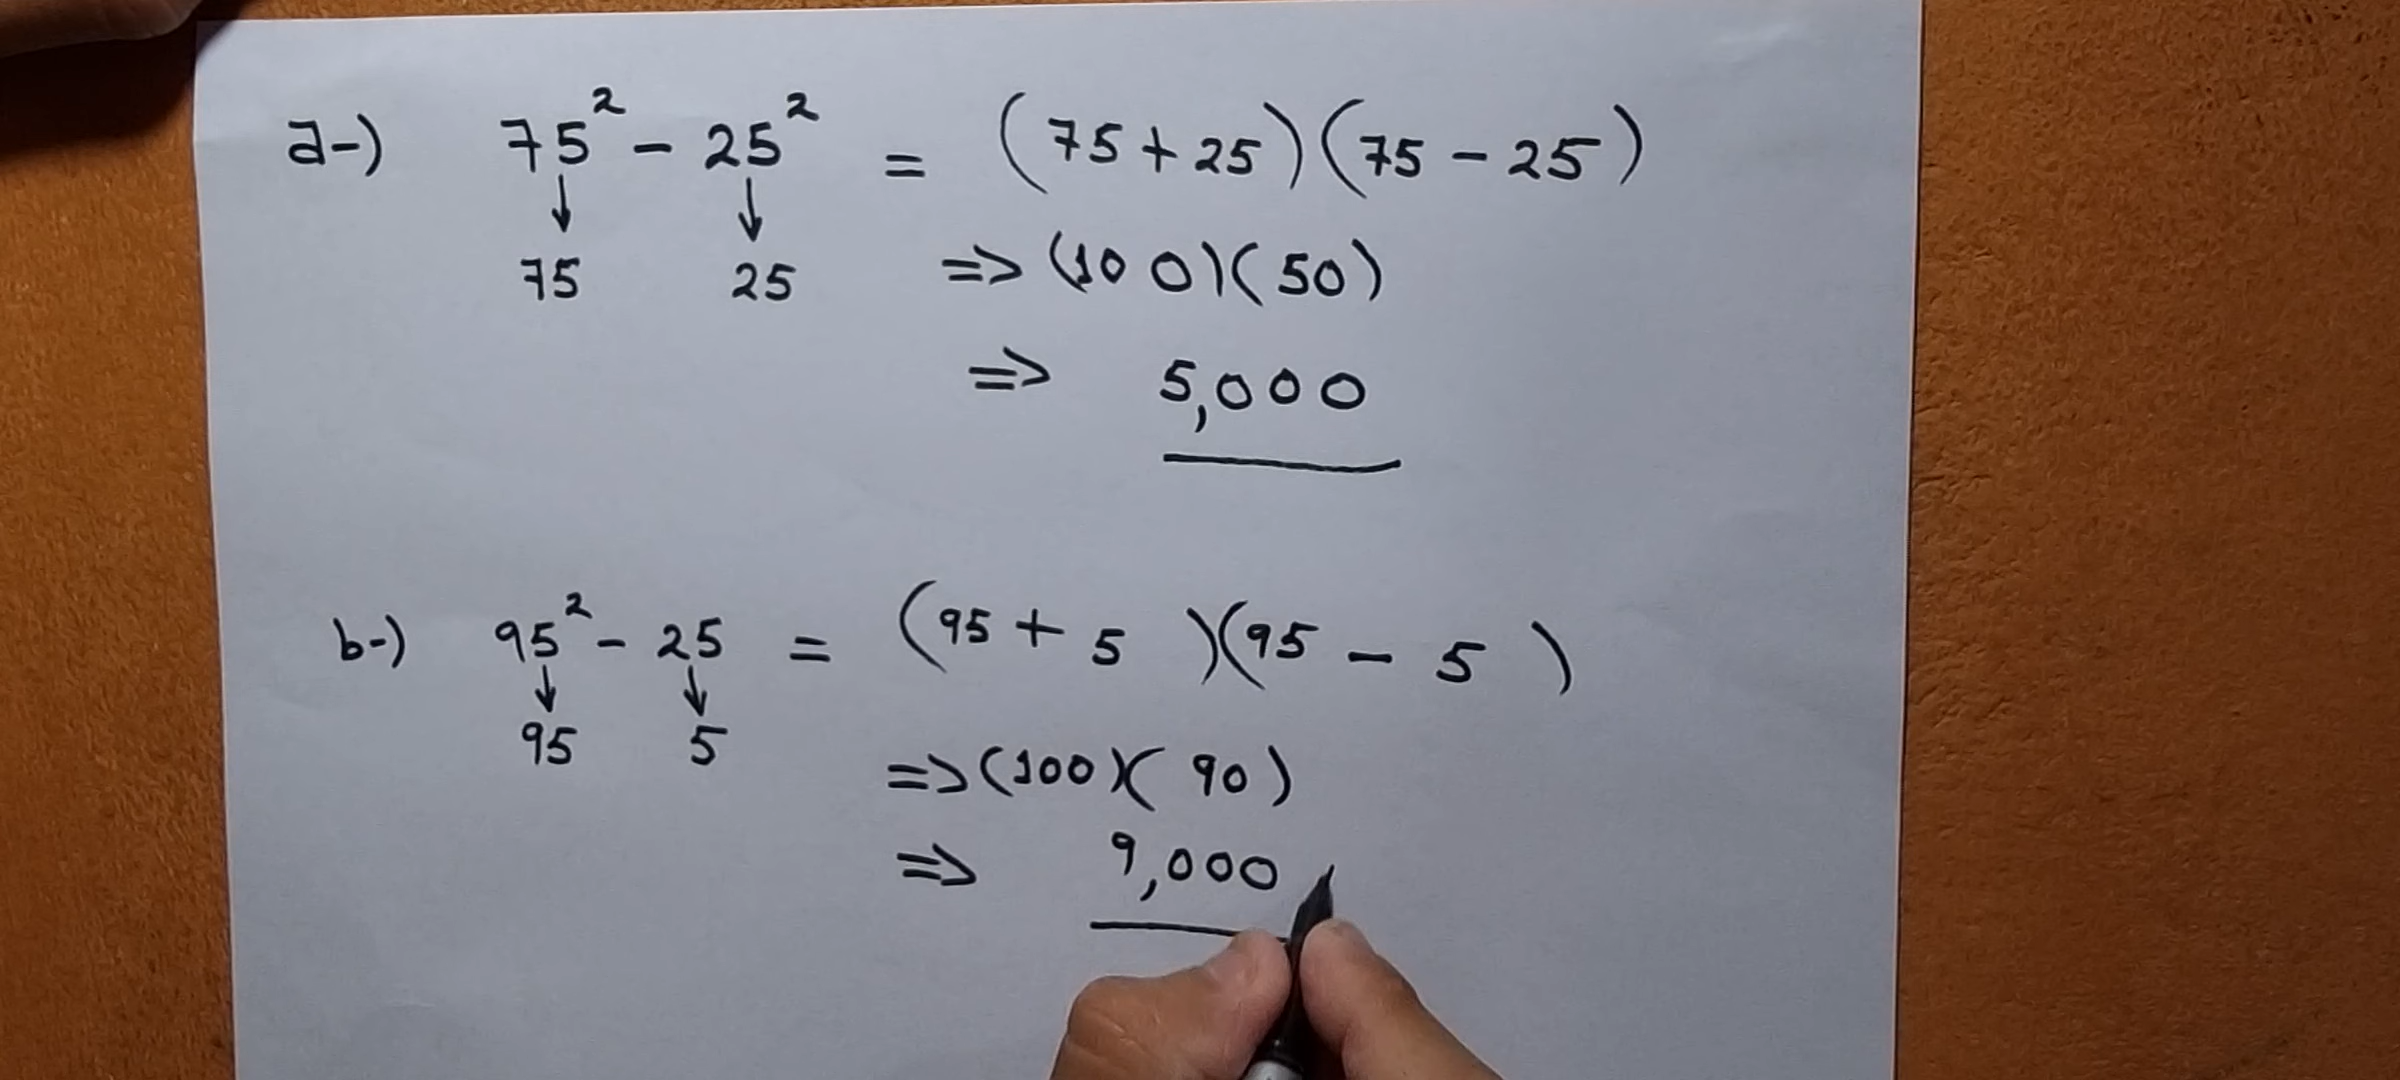 a-) 75² - 25² = (75 + 25)(75 - 25)
↓ ↓
75 25 => (100)(50)
=> 5,000
b-) 95² - 25 = (95 + 5)(95 - 5)
↓ ↓
95 5 => (100)(90)
=> 9,000